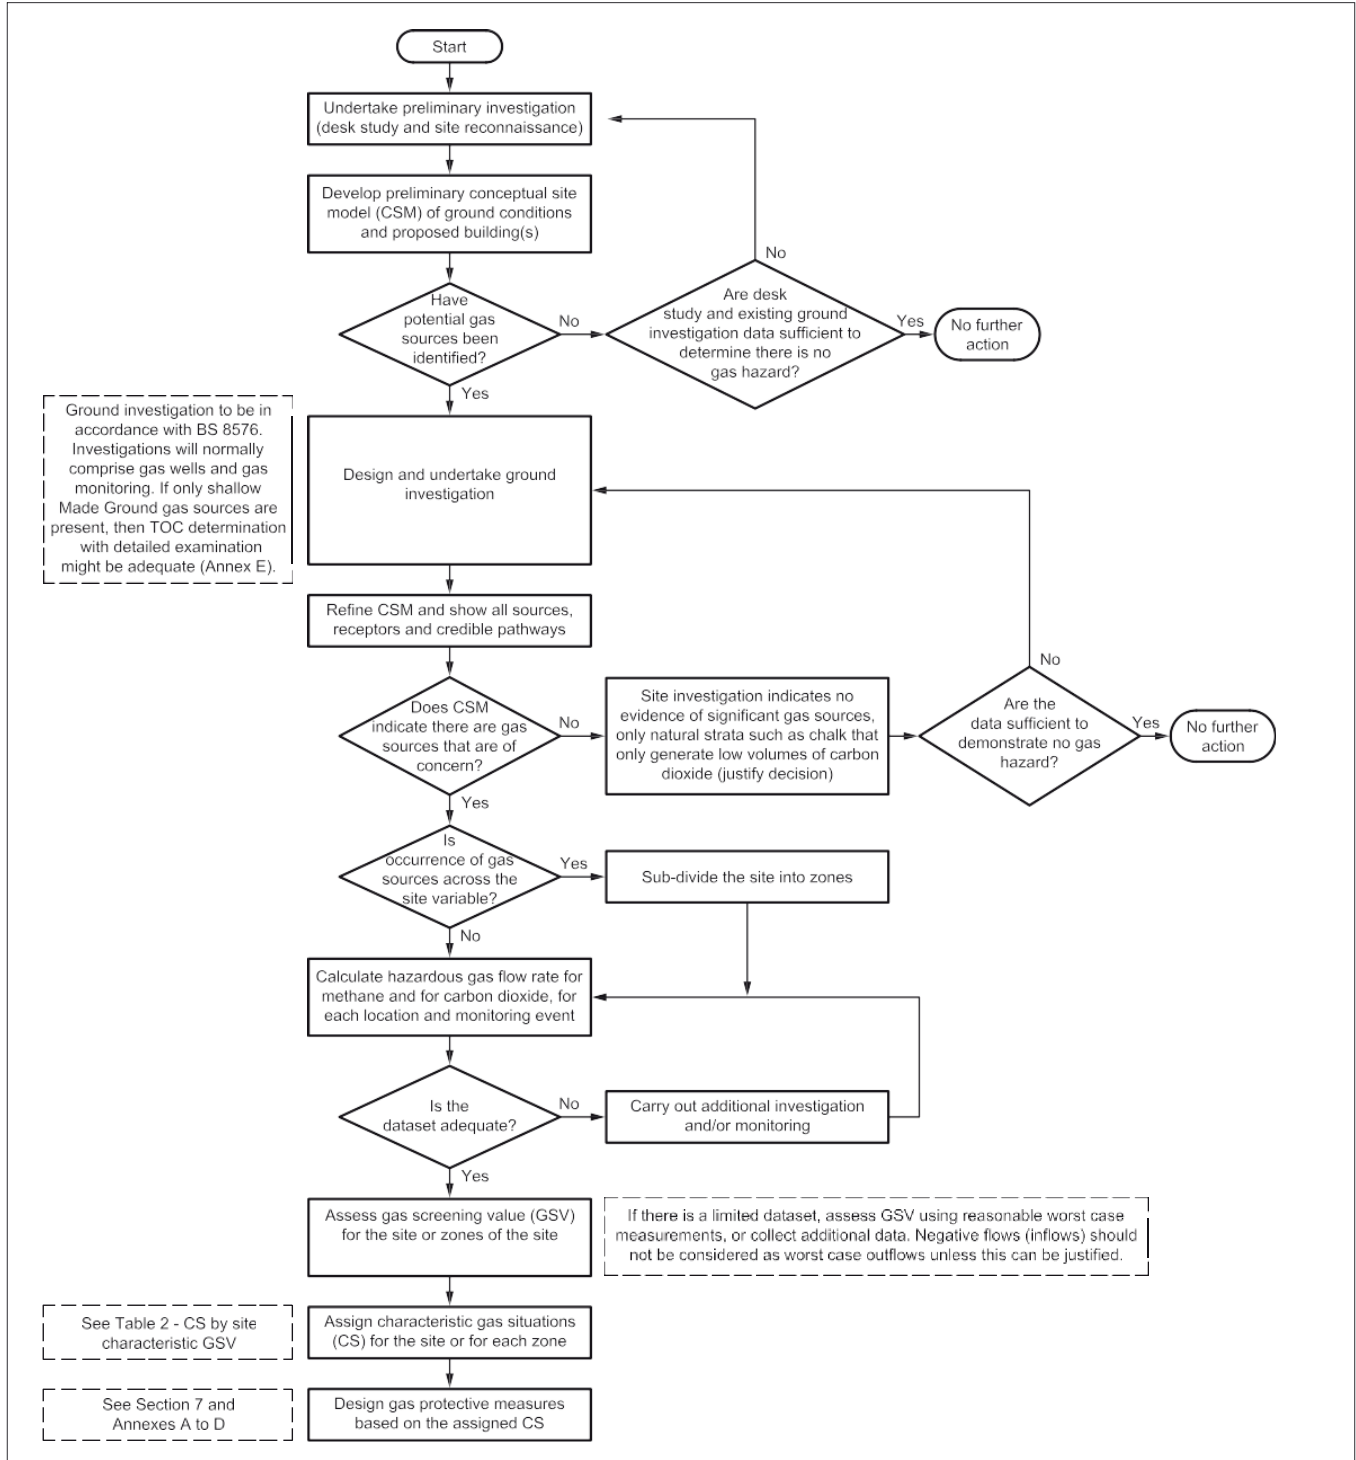 Start
Undertake preliminary investigation
(desk study and site reconnaissance)
Develop preliminary conceptual site
model (CSM) of ground conditions
and proposed building(s)
No
Have
potential gas
sources been
identified?
No
Are desk
study and existing ground
investigation data sufficient to
determine there is no
gas hazard?
Yes
No further
action
Yes
Ground investigation to be in
accordance with BS 8576.
Investigations will normally
comprise gas wells and gas
monitoring. If only shallow
Made Ground gas sources are
present, then TOC determination
with detailed examination
might be adequate (Annex E).
Design and undertake ground
investigation
Refine CSM and show all sources,
receptors and credible pathways
No
Does CSM
indicate there are gas
sources that are of
concern?
No
Site investigation indicates no
evidence of significant gas sources,
only natural strata such as chalk that
only generate low volumes of carbon
dioxide (justify decision)
Are the
data sufficient to
demonstrate no gas
hazard?
Yes
No further
action
Yes
Is
occurrence of gas
sources across the
site variable?
Yes
Sub-divide the site into zones
No
Calculate hazardous gas flow rate for
methane and for carbon dioxide, for
each location and monitoring event
Is the
dataset adequate?
No
Carry out additional investigation
and/or monitoring
Yes
Assess gas screening value (GSV)
for the site or zones of the site
If there is a limited dataset, assess GSV using reasonable worst case
measurements, or collect additional data. Negative flows (inflows) should
not be considered as worst case outflows unless this can be justified.
See Table 2 - CS by site
characteristic GSV
Assign characteristic gas situations
(CS) for the site or for each zone
See Section 7 and
Annexes A to D
Design gas protective measures
based on the assigned CS